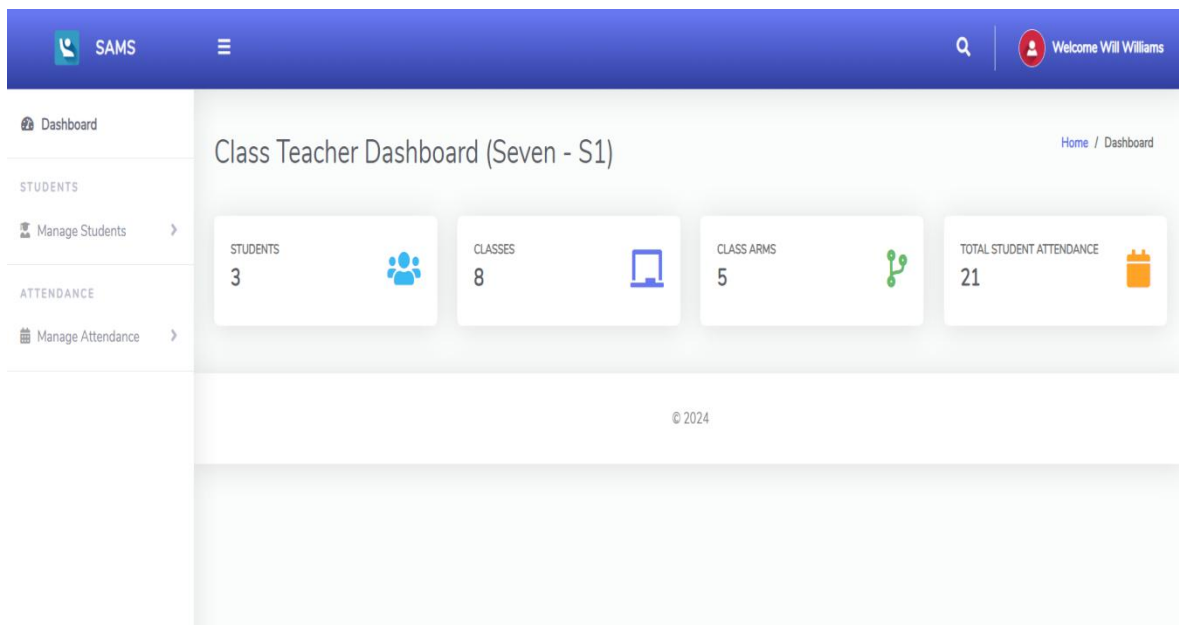 SAMS
Welcome Will Williams
Dashboard
STUDENTS
Manage Students
ATTENDANCE
Manage Attendance
Class Teacher Dashboard (Seven - S1)
Home / Dashboard
STUDENTS
3
CLASSES
8
CLASS ARMS
5
TOTAL STUDENT ATTENDANCE
21
© 2024